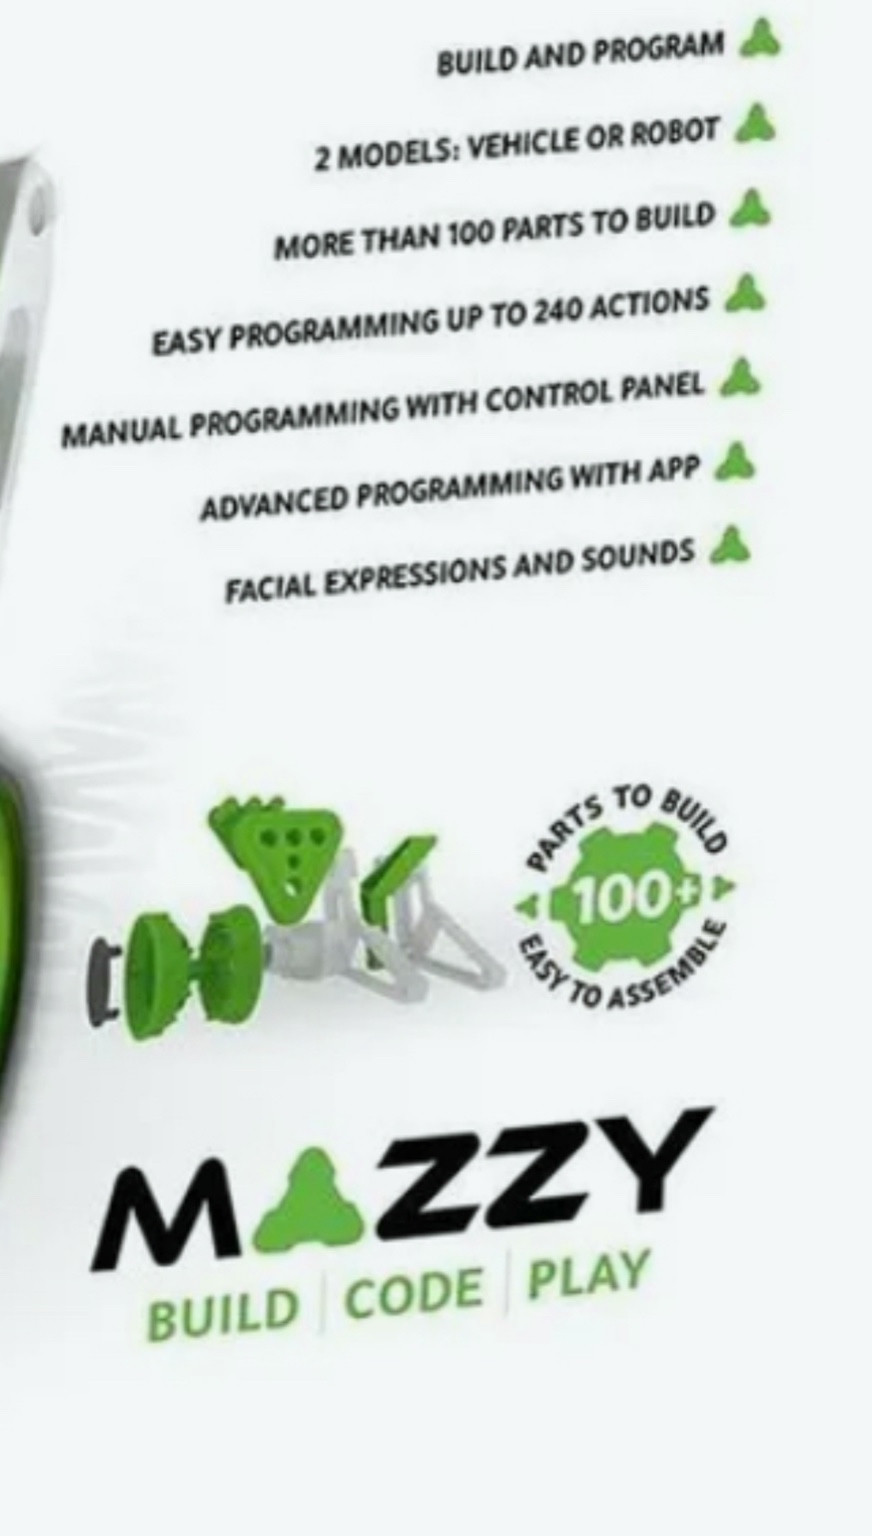 BUILD AND PROGRAM
2 MODELS: VEHICLE OR ROBOT
MORE THAN 100 PARTS TO BUILD
EASY PROGRAMMING UP TO 240 ACTIONS
MANUAL PROGRAMMING WITH CONTROL PANEL
ADVANCED PROGRAMMING WITH APP
FACIAL EXPRESSIONS AND SOUNDS
PARTS TO BUILD
100+
EASY TO ASSEMBLE
MAZZY
BUILD | CODE | PLAY